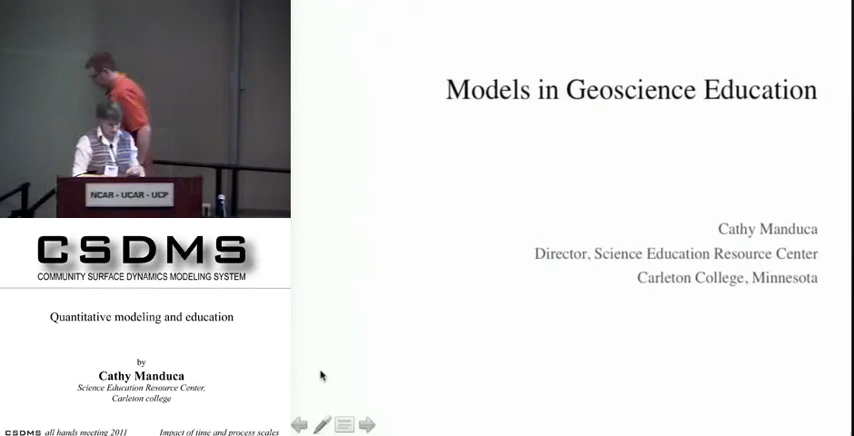 NCAR - UCAR - UCP
CSDMS
COMMUNITY SURFACE DYNAMICS MODELING SYSTEM
Quantitative modeling and education
by
Cathy Manduca
Science Education Resource Center,
Carleton college
CSDMS all hands meeting 2011 Impact of time and process scales
Models in Geoscience Education
Cathy Manduca
Director, Science Education Resource Center
Carleton College, Minnesota